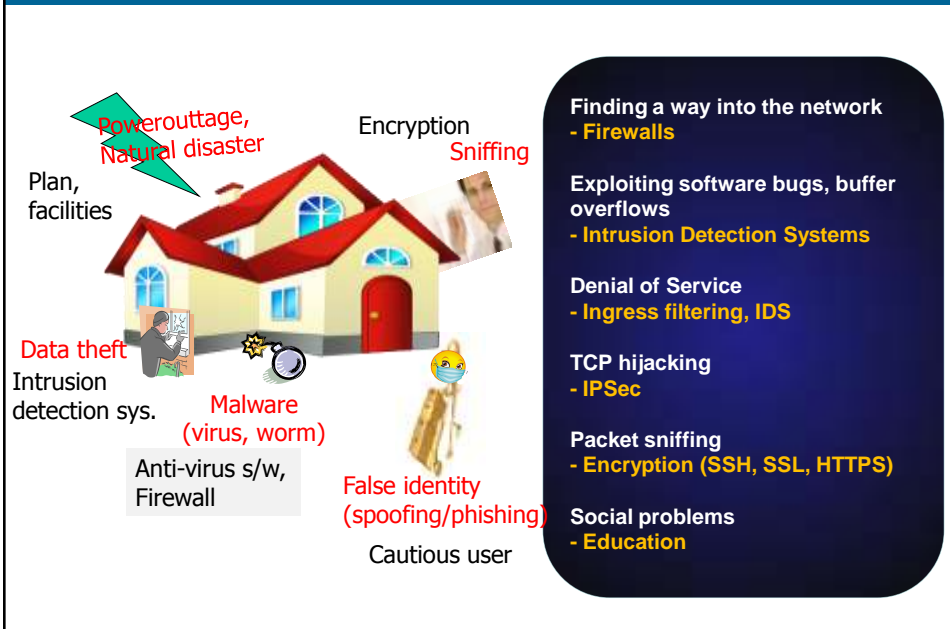 Powerouttage,
Natural disaster
Encryption
Sniffing
Plan,
facilities
Data theft
Intrusion
detection sys.
Malware
(virus, worm)
Anti-virus s/w,
Firewall
False identity
(spoofing/phishing)
Cautious user
Finding a way into the network
- Firewalls
Exploiting software bugs, buffer
overflows
- Intrusion Detection Systems
Denial of Service
- Ingress filtering, IDS
TCP hijacking
- IPSec
Packet sniffing
- Encryption (SSH, SSL, HTTPS)
Social problems
- Education